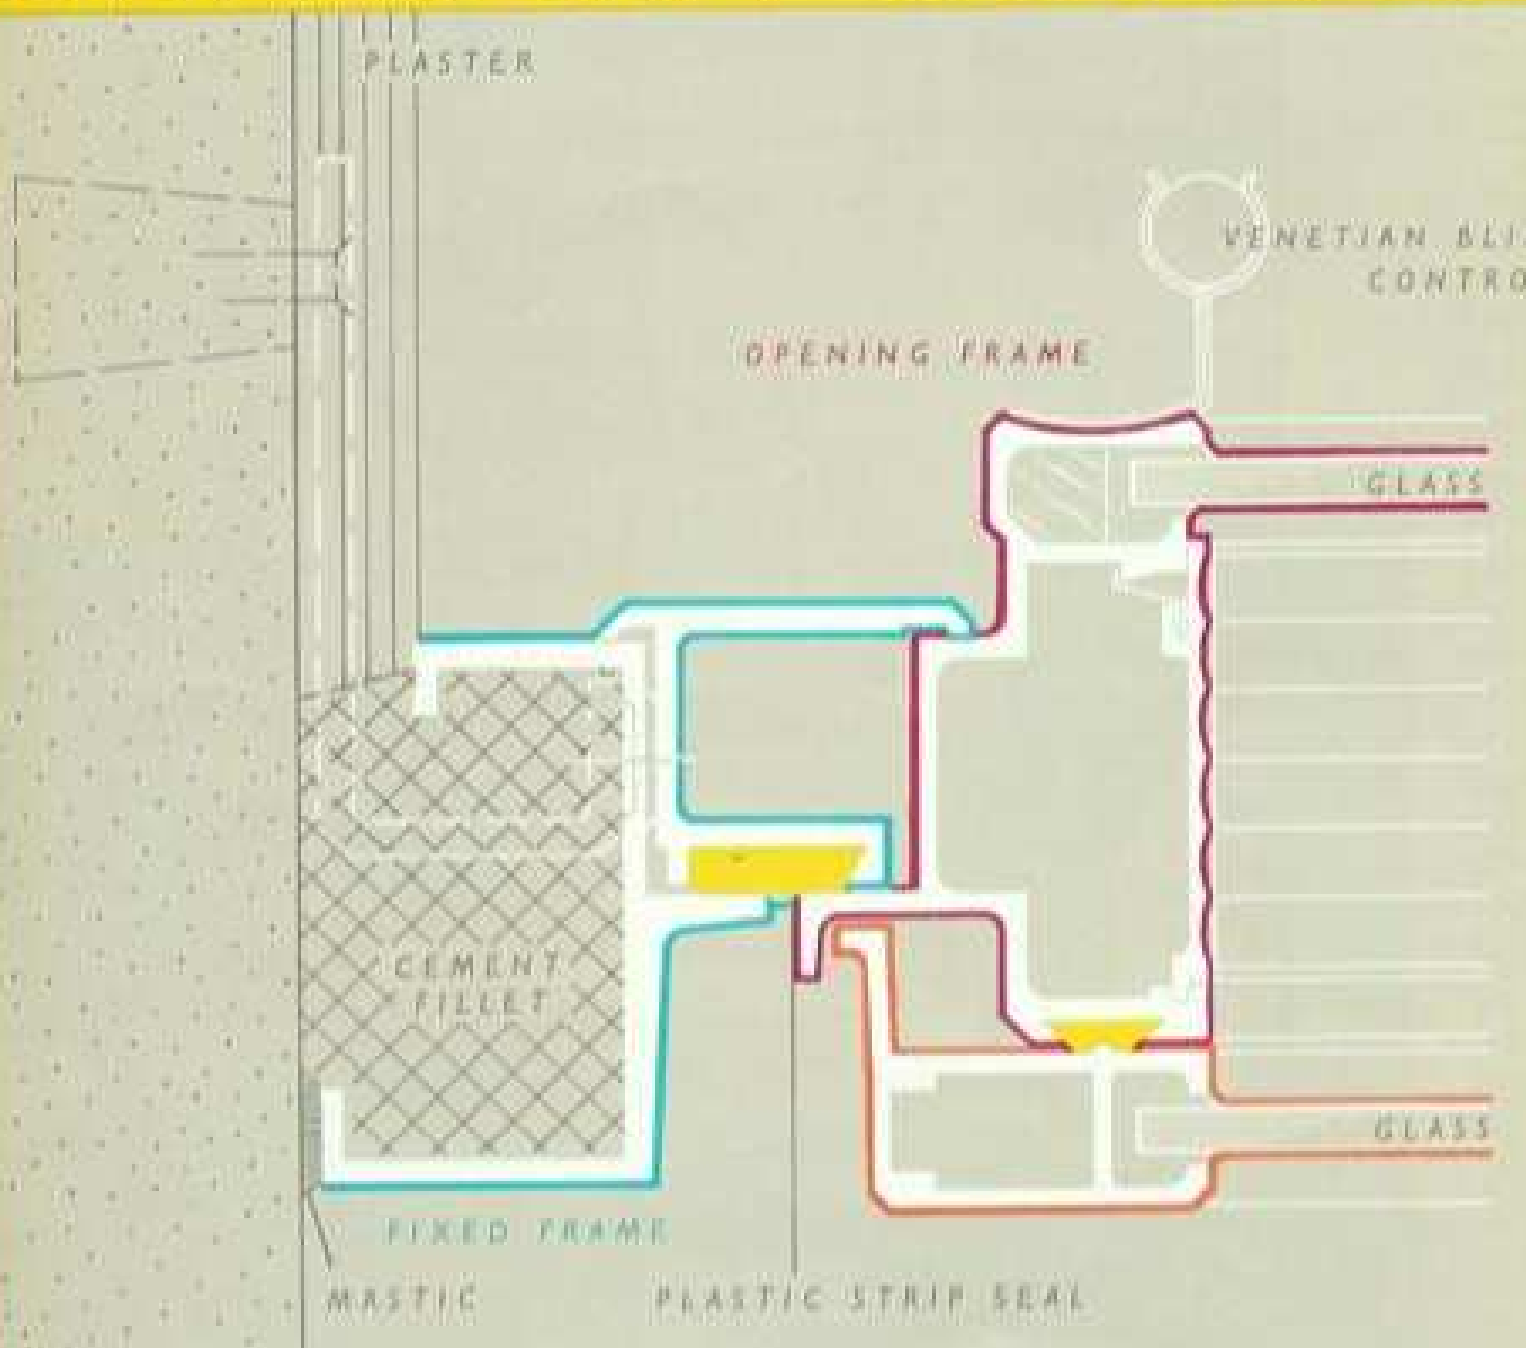 PLASTER
VENETIAN BLI
CONTRO
OPENING FRAME
GLASS
CEMENT
FILLET
GLASS
FIXED FRAME
MASTIC
PLASTIC STRIP SEAL